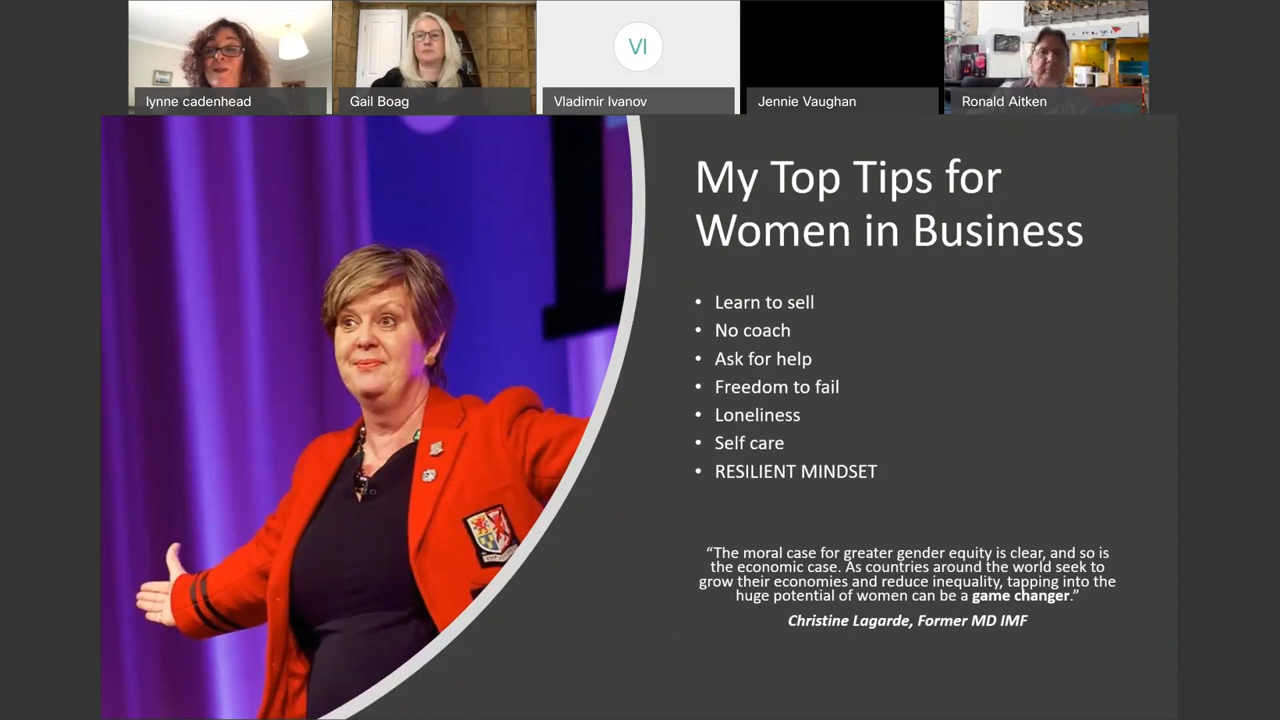 lynne cadenhead
Gail Boag
VI
Vladimir Ivanov
Jennie Vaughan
Ronald Aitken
My Top Tips for
Women in Business
• Learn to sell
• No coach
• Ask for help
• Freedom to fail
• Loneliness
• Self care
• RESILIENT MINDSET
“The moral case for greater gender equity is clear, and so is
the economic case. As countries around the world seek to
grow their economies and reduce inequality, tapping into the
huge potential of women can be a game changer.”
Christine Lagarde, Former MD IMF